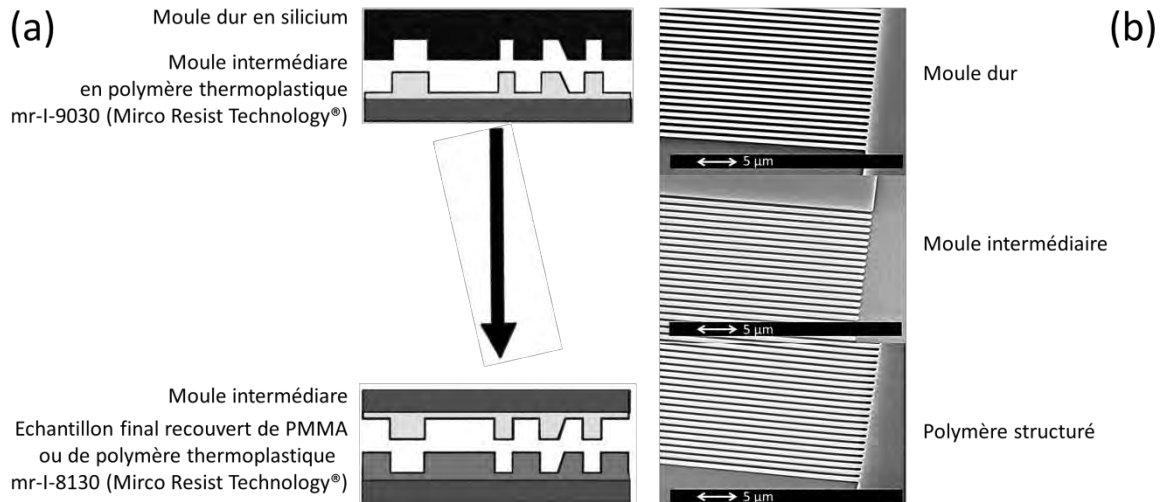 (a)
Moule dur en silicium
Moule intermédiare
en polymère thermoplastique
mr-I-9030 (Mirco Resist Technology®)
Moule intermédiare
Echantillon final recouvert de PMMA
ou de polymère thermoplastique
mr-I-8130 (Mirco Resist Technology®)
(b)
Moule dur
5 µm
Moule intermédiaire
5 µm
Polymère structuré
5 µm